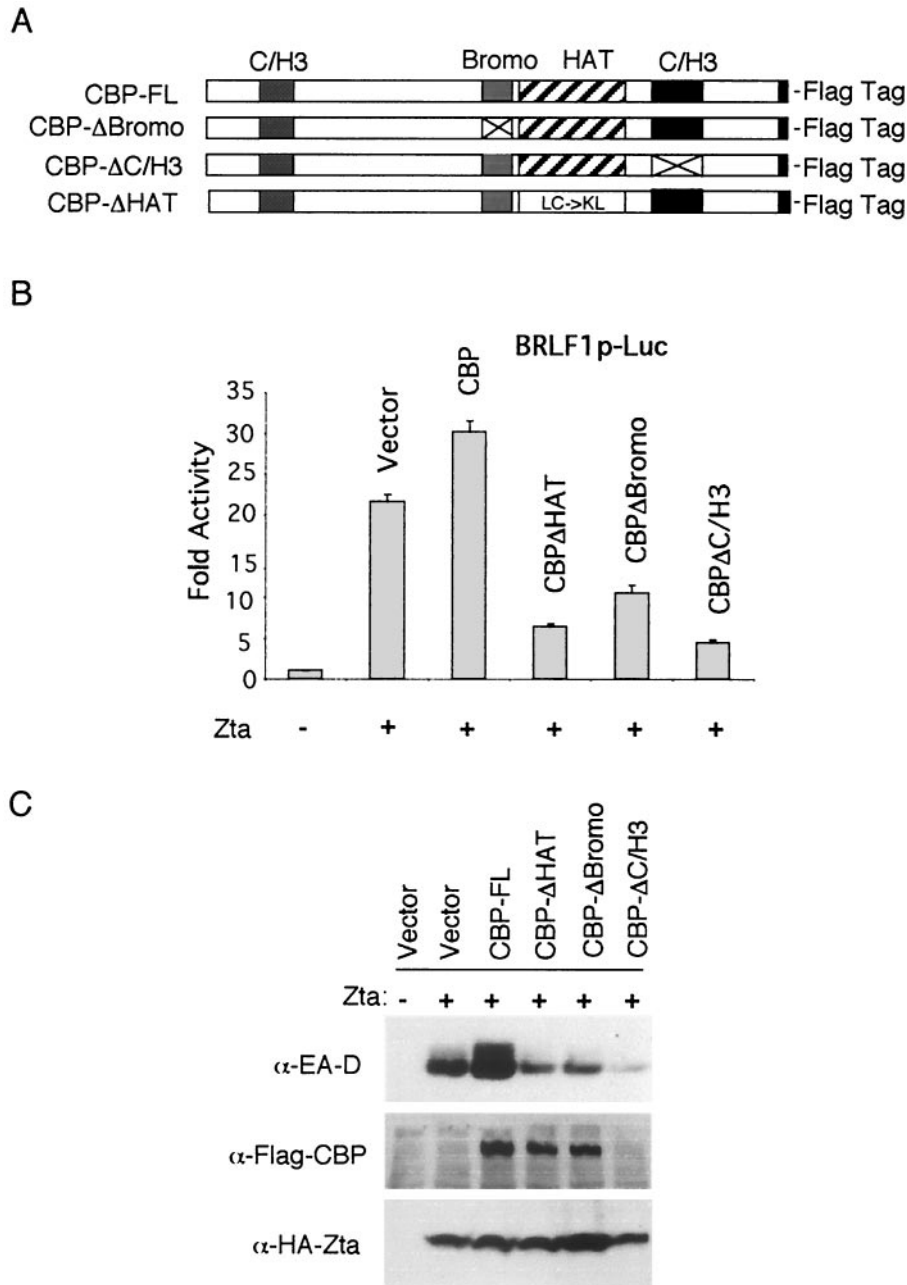 A
C/H3 Bromo HAT C/H3
CBP-FL -Flag Tag
CBP-ΔBromo -Flag Tag
CBP-ΔC/H3 -Flag Tag
CBP-ΔHAT LC->KL -Flag Tag
B
BRLF1p-Luc
Fold Activity
35
30
25
20
15
10
5
0
Vector
CBP
CBPΔHAT
CBPΔBromo
CBPΔC/H3
Zta - + + + + +
C
Vector
Vector
CBP-FL
CBP-ΔHAT
CBP-ΔBromo
CBP-ΔC/H3
Zta: - + + + + +
α-EA-D
α-Flag-CBP
α-HA-Zta